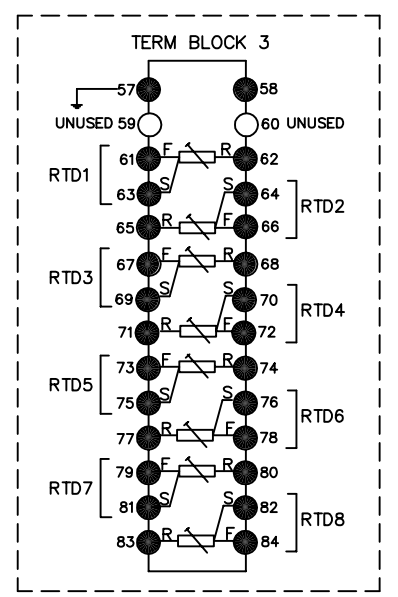 TERM BLOCK 3
57 58
UNUSED 59 60 UNUSED
61 F R 62
RTD1
63 S S 64
RTD2
65 R F 66
67 F R 68
RTD3
69 S S 70
RTD4
71 R F 72
73 F R 74
RTD5
75 S S 76
RTD6
77 R F 78
79 F R 80
RTD7
81 S S 82
RTD8
83 R F 84